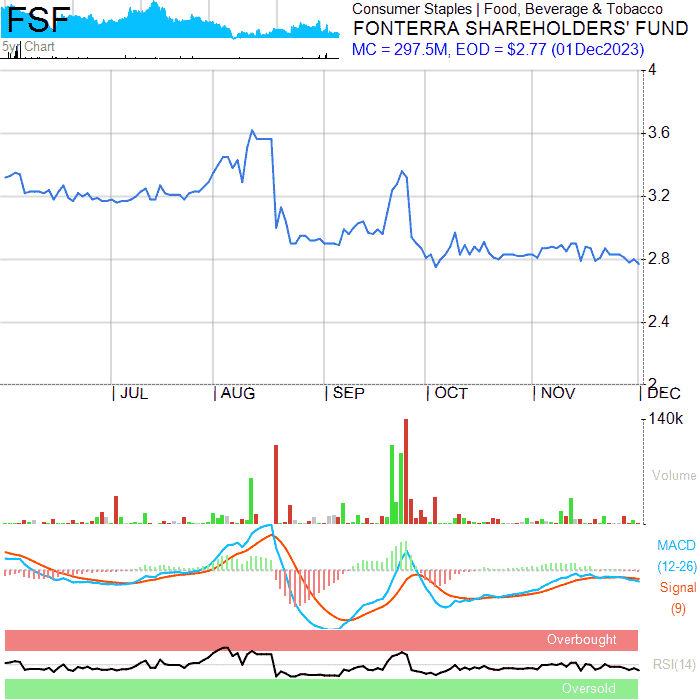 FSF
Consumer Staples | Food, Beverage & Tobacco
FONTERRA SHAREHOLDERS' FUND
MC = 297.5M, EOD = $2.77 (01Dec2023)
5yr Chart
4
3.6
3.2
2.8
2.4
2
JUL
AUG
SEP
OCT
NOV
DEC
140k
Volume
MACD
(12-26)
Signal
(9)
Overbought
RSI(14)
Oversold